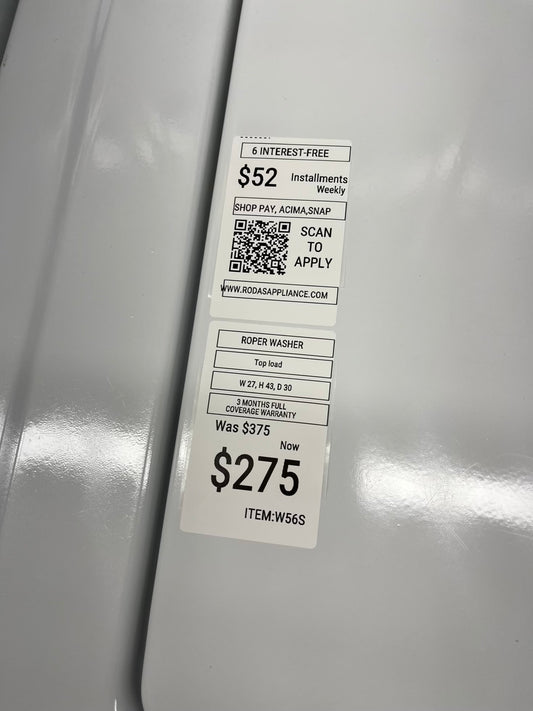 6 INTEREST-FREE
$52 Installments
Weekly
SHOP PAY, ACIMA,SNAP
SCAN
TO
APPLY
WWW.RODASAPPLIANCE.COM
ROPER WASHER
Top load
W 27, H 43, D 30
3 MONTHS FULL
COVERAGE WARRANTY
Was $375
Now
$275
ITEM:W56S